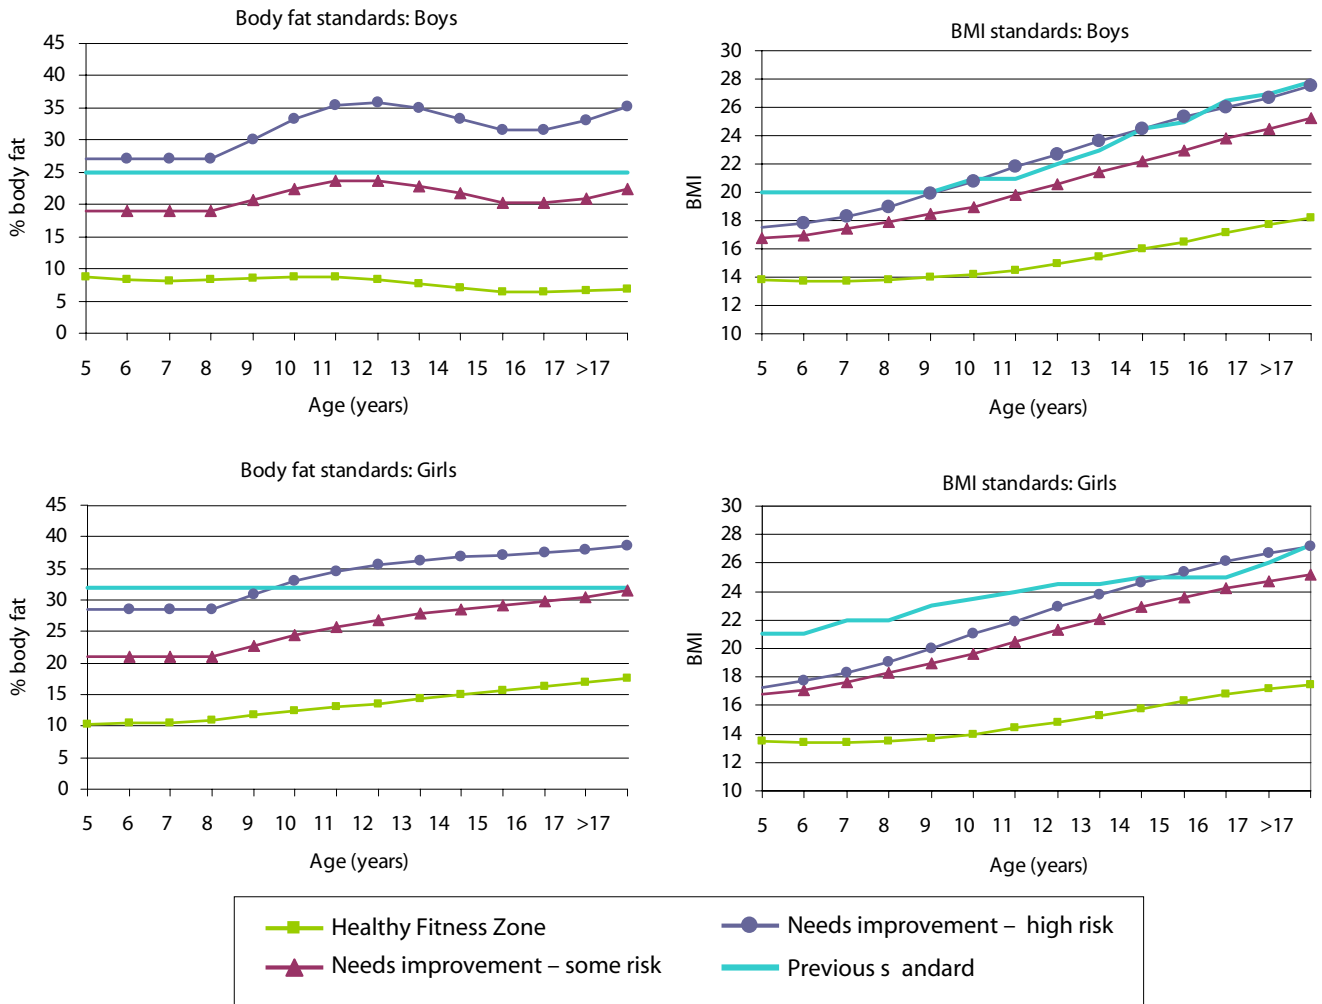 Body fat standards: Boys
45
40
35
30
25
20
15
10
5
0
% body fat
5 6 7 8 9 10 11 12 13 14 15 16 17 >17
Age (years)
BMI standards: Boys
30
28
26
24
22
20
18
16
14
12
10
BMI
5 6 7 8 9 10 11 12 13 14 15 16 17 >17
Age (years)
Body fat standards: Girls
45
40
35
30
25
20
15
10
5
0
% body fat
5 6 7 8 9 10 11 12 13 14 15 16 17 >17
Age (years)
BMI standards: Girls
30
28
26
24
22
20
18
16
14
12
10
BMI
5 6 7 8 9 10 11 12 13 14 15 16 17 >17
Age (years)
Healthy Fitness Zone
Needs improvement – high risk
Needs improvement – some risk
Previous s andard